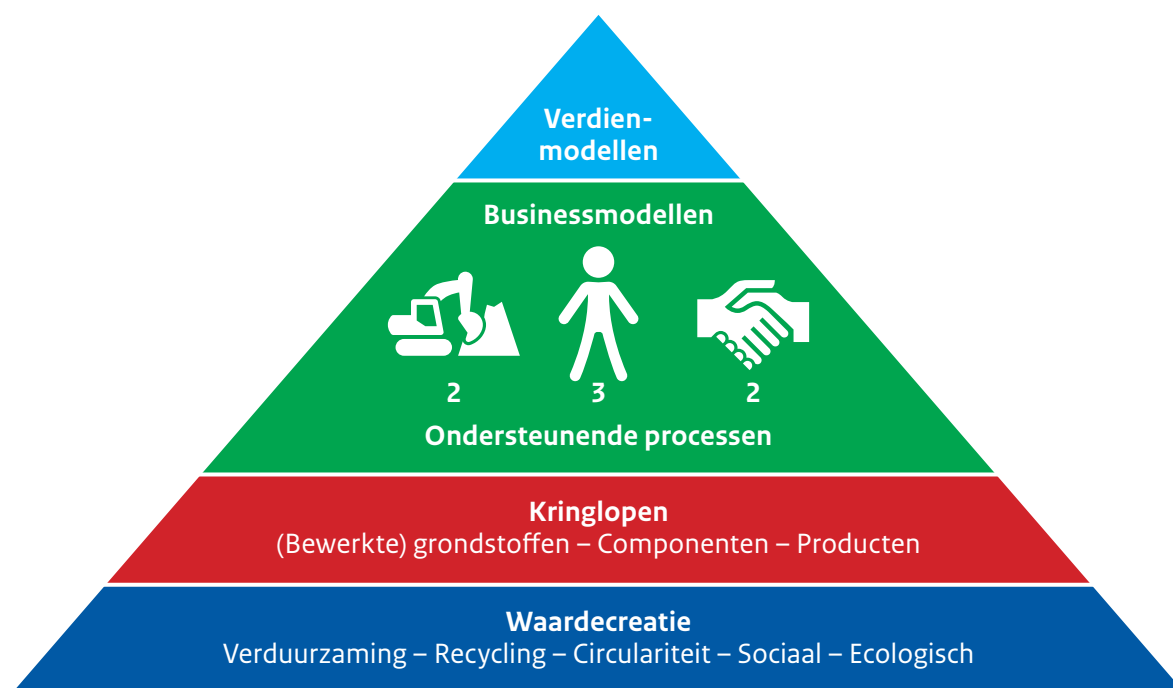 Verdien-
modellen
Businessmodellen
2 3 2
Ondersteunende processen
Kringlopen
(Bewerkte) grondstoffen – Componenten – Producten
Waardecreatie
Verduurzaming – Recycling – Circulariteit – Sociaal – Ecologisch